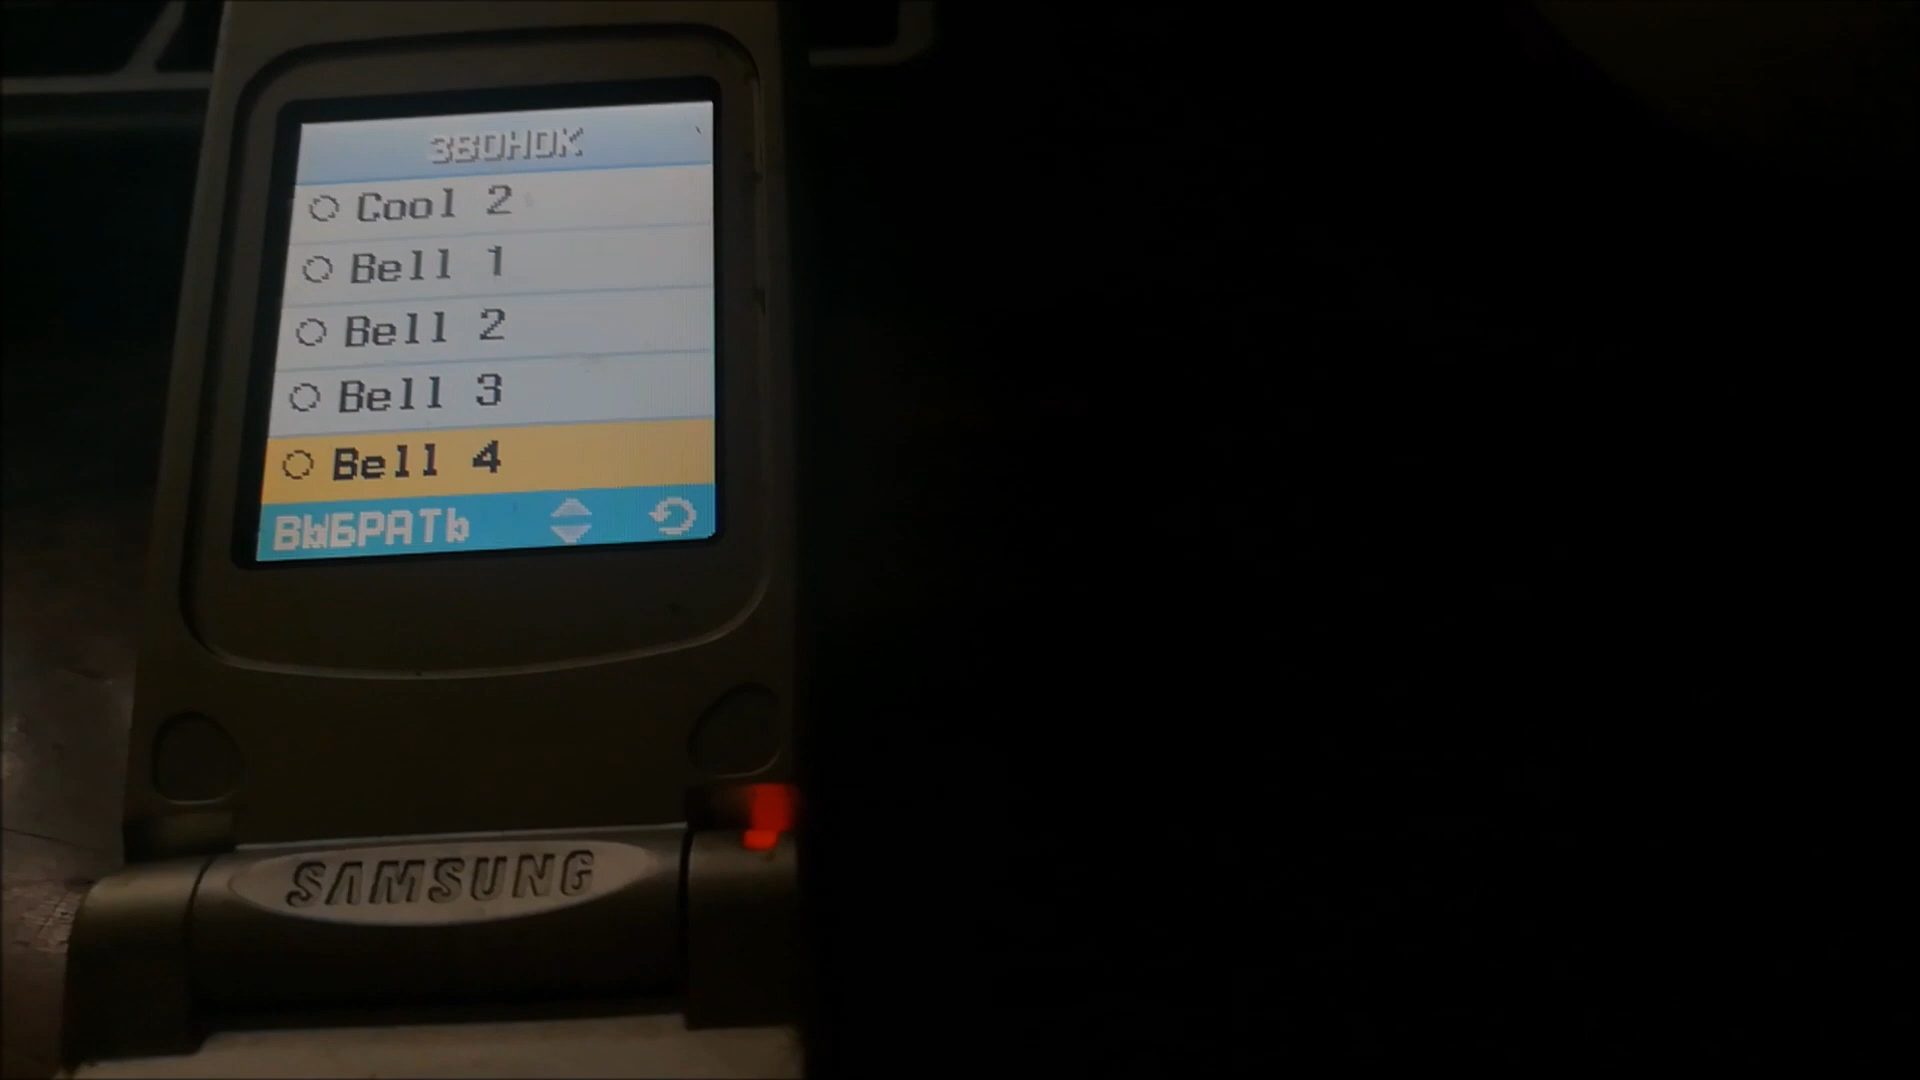 ЗВОНОК
Cool 2
Bell 1
Bell 2
Bell 3
Bell 4
ВЫБРАТЬ
SAMSUNG